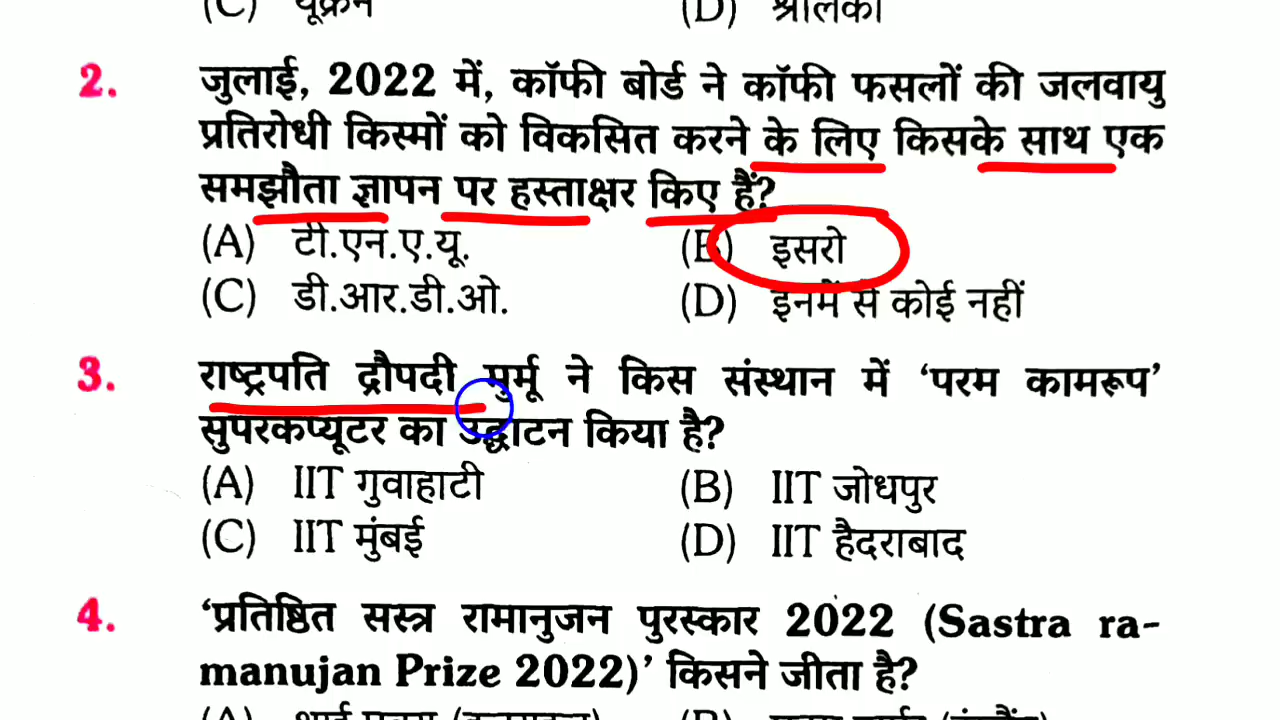 (C) यूक्रेन (D) श्रीलंका
2. जुलाई, 2022 में, कॉफी बोर्ड ने कॉफी फसलों की जलवायु
प्रतिरोधी किस्मों को विकसित करने के लिए किसके साथ एक
समझौता ज्ञापन पर हस्ताक्षर किए हैं?
(A) टी.एन.ए.यू. (B) इसरो
(C) डी.आर.डी.ओ. (D) इनमें से कोई नहीं
3. राष्ट्रपति द्रौपदी मुर्मू ने किस संस्थान में ‘परम कामरूप’
सुपरकप्यूटर का उद्घाटन किया है?
(A) IIT गुवाहाटी (B) IIT जोधपुर
(C) IIT मुंबई (D) IIT हैदराबाद
4. ‘प्रतिष्ठित सस्त्र रामानुजन पुरस्कार 2022 (Sastra ra-
manujan Prize 2022)’ किसने जीता है?
(A) (B)